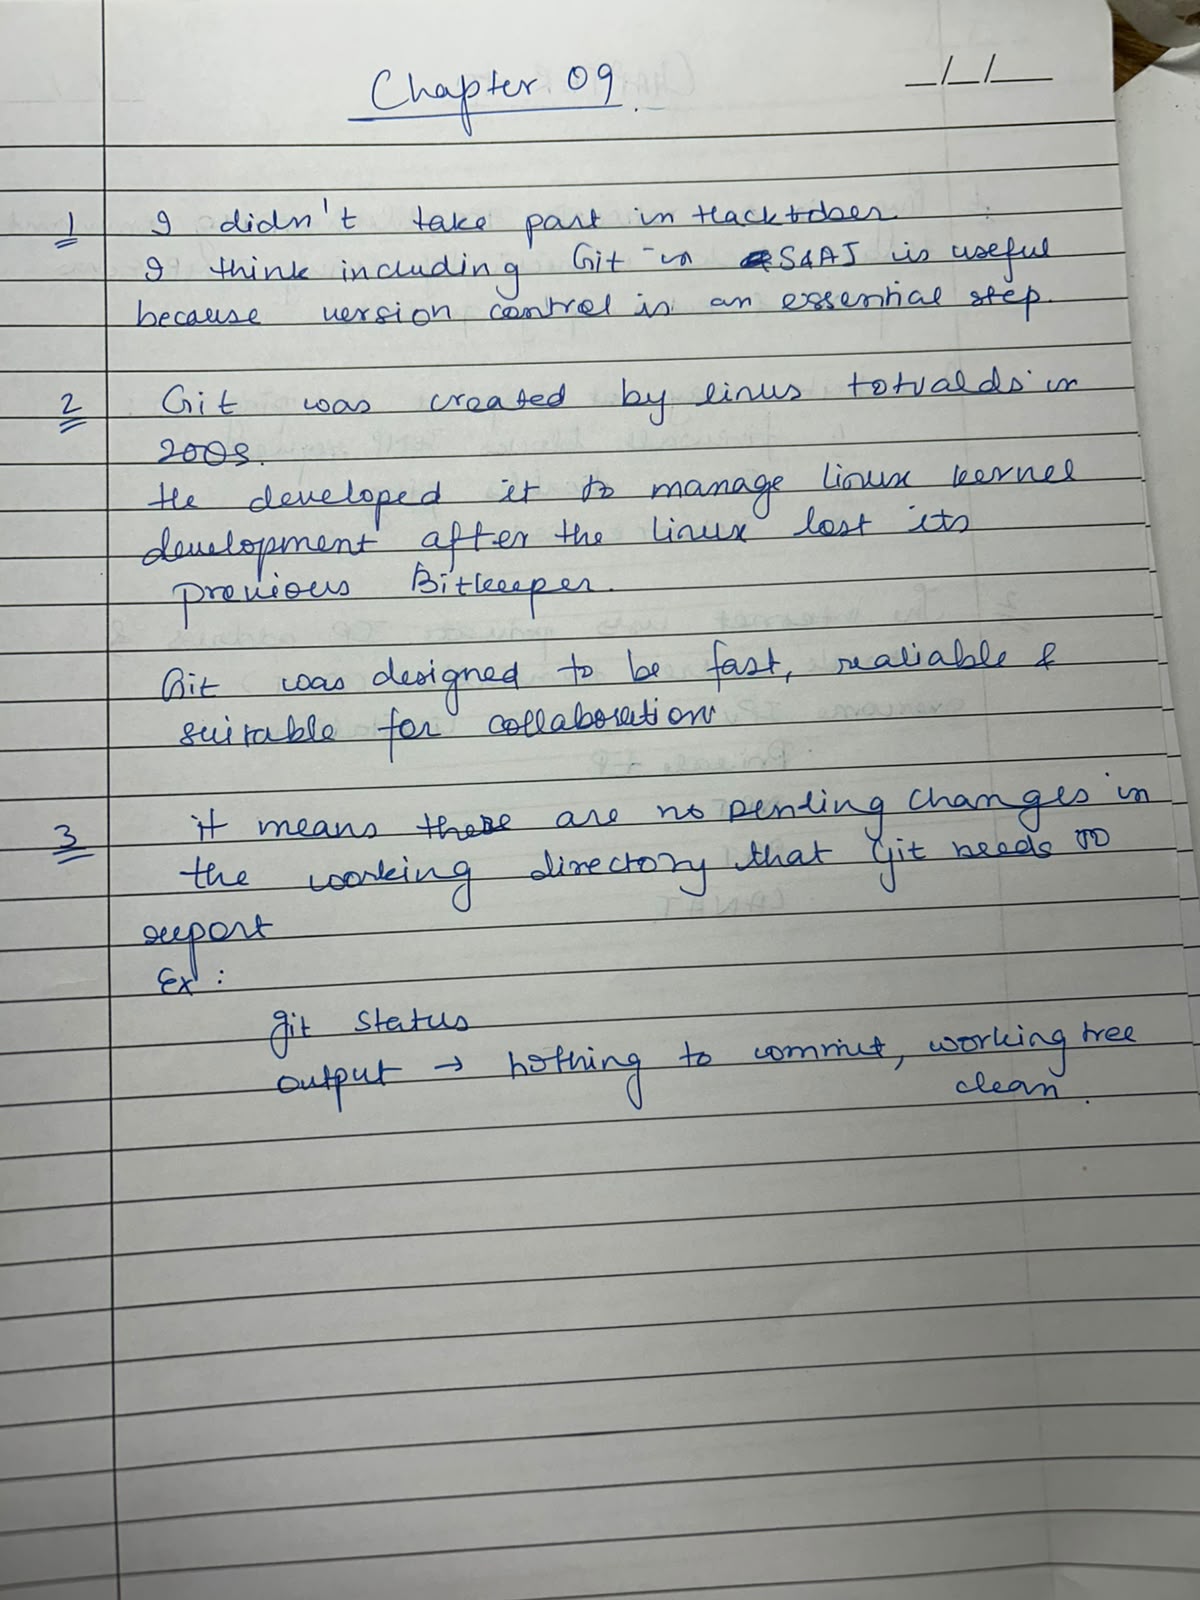 Chapter 09
_/_/__
1 I didn't take part in Hacktober.
I think including Git in S4AI is useful
because version control is an essential step.
2 Git was created by linus totvalds in
2005.
He developed it to manage linux kernel
development after the linux lost its
previous Bitkeeper.
Git was designed to be fast, realiable &
suitable for collaboration
3 it means there are no pending changes in
the working directory that git needs to
report
Ex :
git status
output → nothing to commit, working tree
clean.